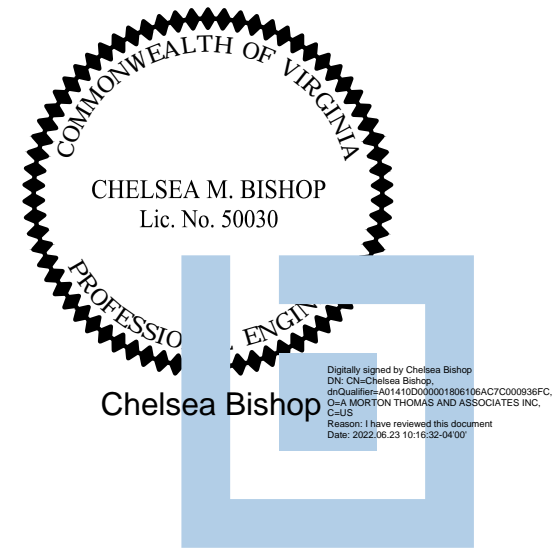 COMMONWEALTH OF VIRGINIA
CHELSEA M. BISHOP
Lic. No. 50030
PROFESSIO ENGIN
Chelsea Bishop
Digitally signed by Chelsea Bishop
DN: CN=Chelsea Bishop,
dnQualifier=A01410D000001806106AC7C000936FC,
O=A MORTON THOMAS AND ASSOCIATES INC,
C=US
Reason: I have reviewed this document
Date: 2022.06.23 10:16:32-04'00'